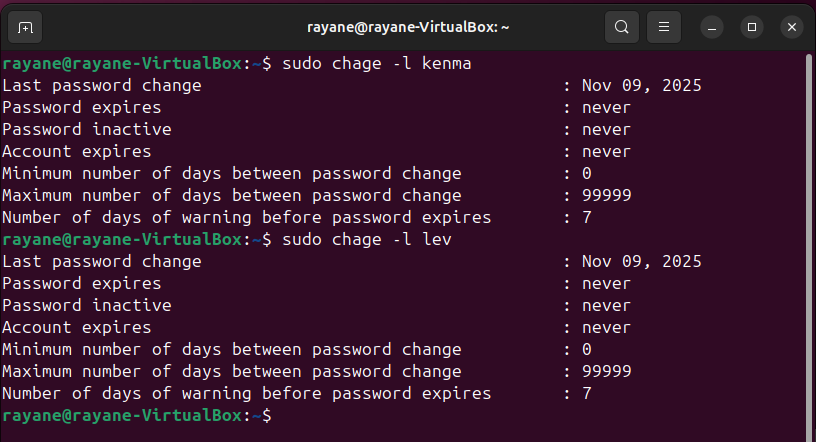 rayane@rayane-VirtualBox: ~
rayane@rayane-VirtualBox:~$ sudo chage -l kenma
Last password change : Nov 09, 2025
Password expires : never
Password inactive : never
Account expires : never
Minimum number of days between password change : 0
Maximum number of days between password change : 99999
Number of days of warning before password expires : 7
rayane@rayane-VirtualBox:~$ sudo chage -l lev
Last password change : Nov 09, 2025
Password expires : never
Password inactive : never
Account expires : never
Minimum number of days between password change : 0
Maximum number of days between password change : 99999
Number of days of warning before password expires : 7
rayane@rayane-VirtualBox:~$